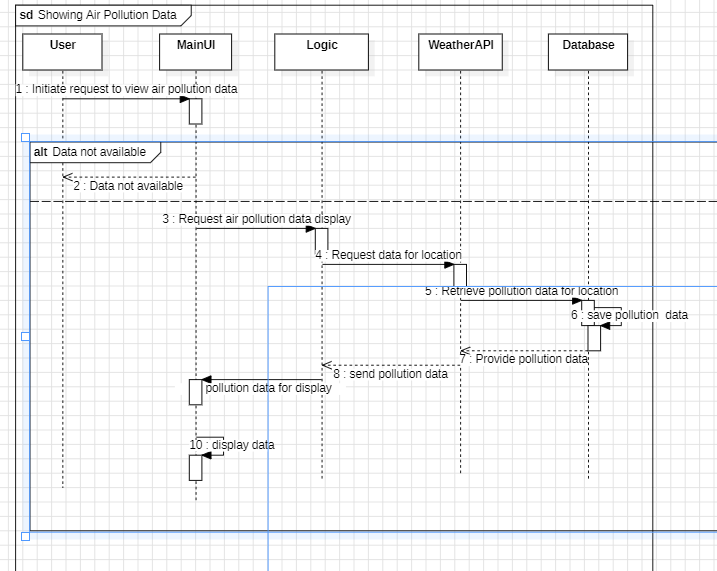 sd Showing Air Pollution Data
User
MainUI
Logic
WeatherAPI
Database
1 : Initiate request to view air pollution data
alt Data not available
2 : Data not available
3 : Request air pollution data display
4 : Request data for location
5 : Retrieve pollution data for location
6 : save pollution data
7 : Provide pollution data
8 : send pollution data
pollution data for display
10 : display data